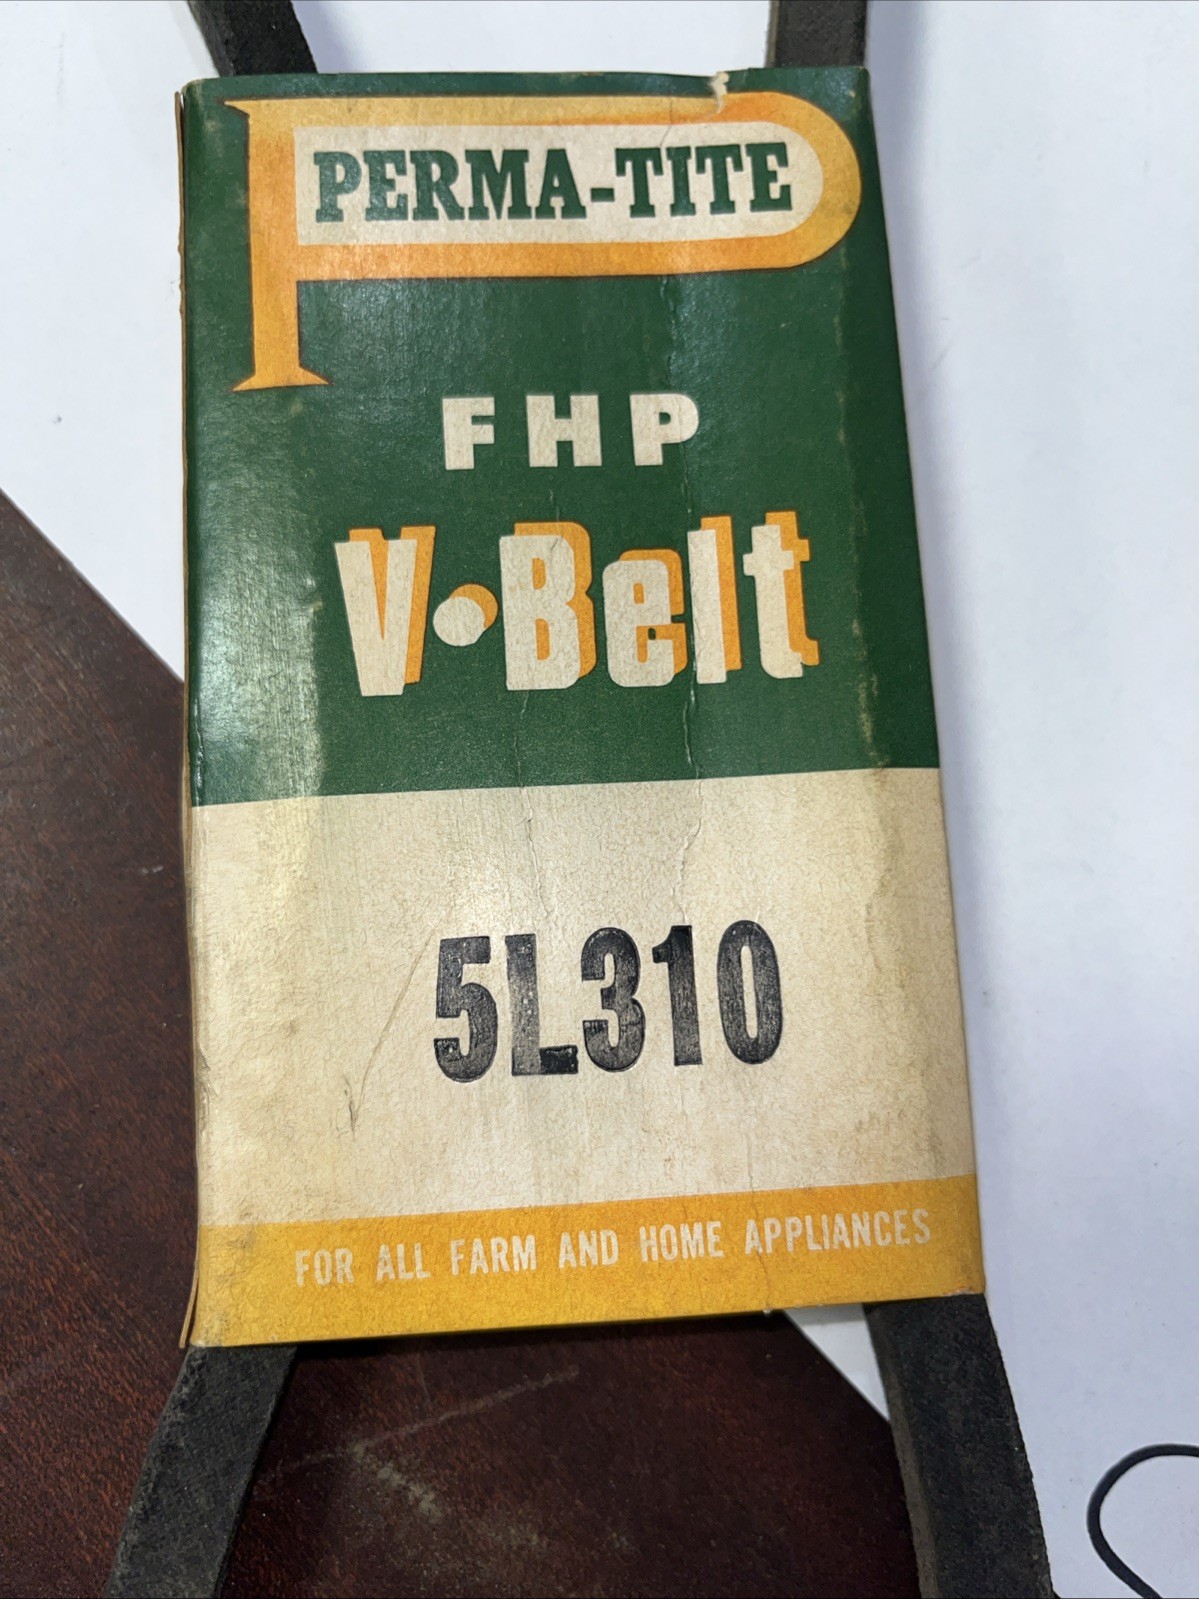 PERMA-TITE
FHP
V•Belt
5L310
FOR ALL FARM AND HOME APPLIANCES